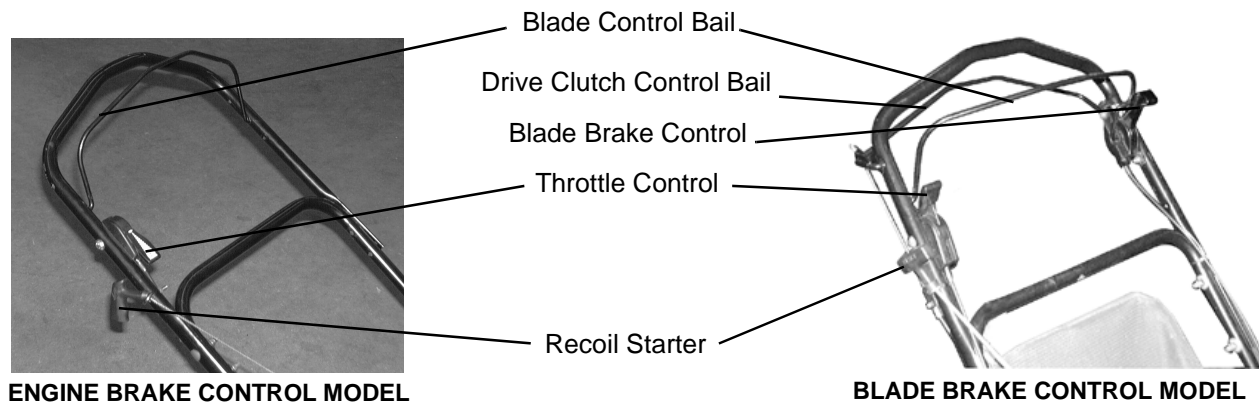 Blade Control Bail
Drive Clutch Control Bail
Blade Brake Control
Throttle Control
Recoil Starter
ENGINE BRAKE CONTROL MODEL
BLADE BRAKE CONTROL MODEL